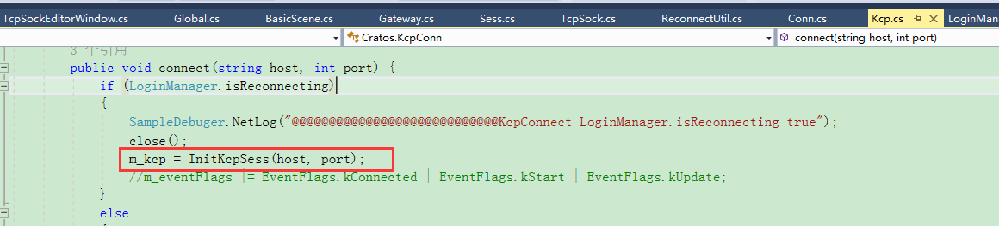 TcpSockEditorWindow.cs Global.cs BasicScene.cs Gateway.cs Sess.cs TcpSock.cs ReconnectUtil.cs Conn.cs Kcp.cs LoginMana
Cratos.KcpConn connect(string host, int port)
3 个引用
public void connect(string host, int port) {
if (LoginManager.isReconnecting)
{
SampleDebuger.NetLog("@@@@@@@@@@@@@@@@@@@@@@@@@@@@KcpConnect LoginManager.isReconnecting true");
close();
m_kcp = InitKcpSess(host, port);
//m_eventFlags |= EventFlags.kConnected | EventFlags.kStart | EventFlags.kUpdate;
}
else